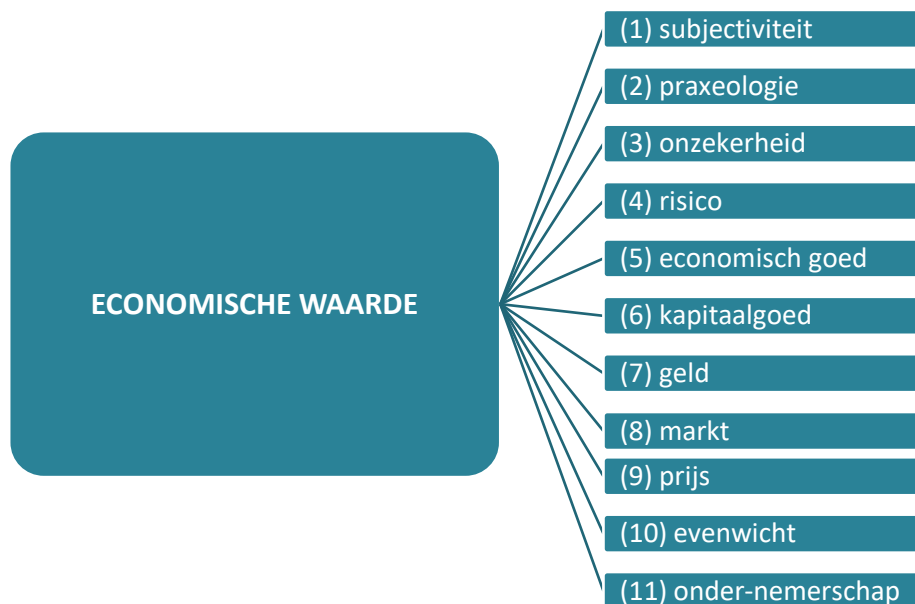 ECONOMISCHE WAARDE
(1) subjectiviteit
(2) praxeologie
(3) onzekerheid
(4) risico
(5) economisch goed
(6) kapitaalgoed
(7) geld
(8) markt
(9) prijs
(10) evenwicht
(11) onder-nemerschap